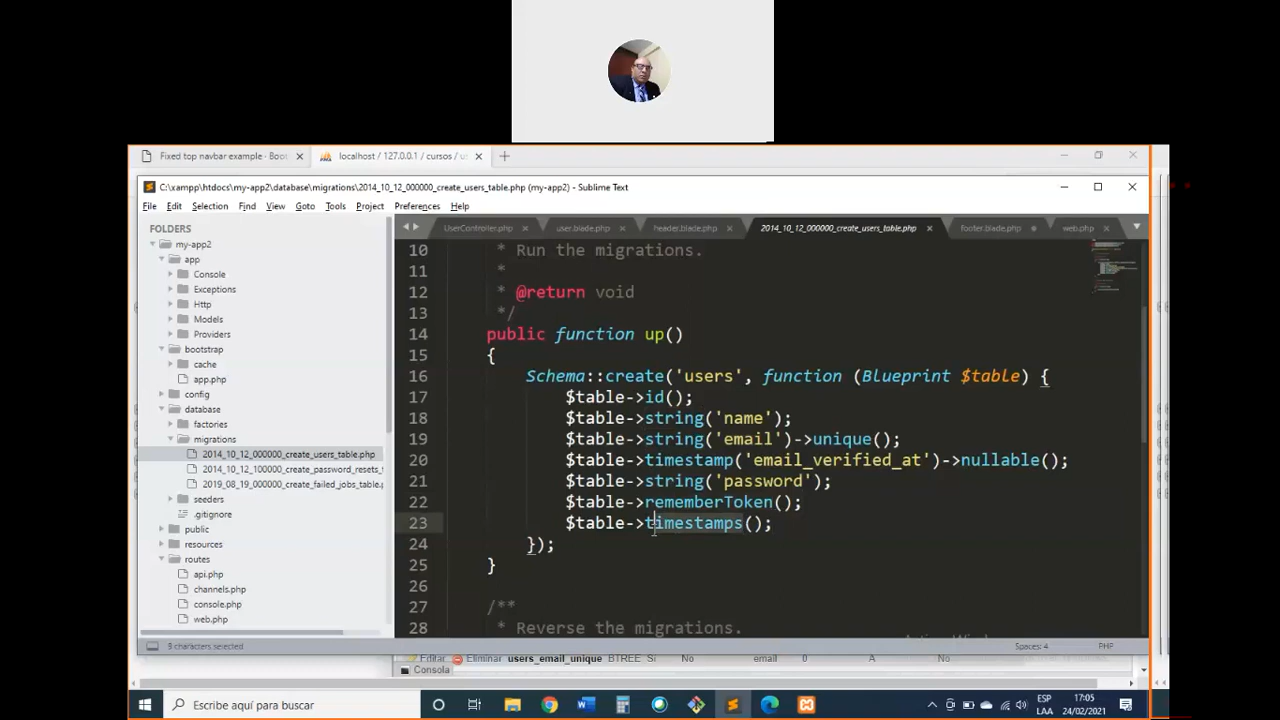 Fixed top navbar example - Boo
localhost / 127.0.0.1 / cursos / us
C:\xampp\htdocs\my-app2\database\migrations\2014_10_12_000000_create_users_table.php (my-app2) - Sublime Text
File Edit Selection Find View Goto Tools Project Preferences Help
FOLDERS
my-app2
app
Console
Exceptions
Http
Models
Providers
bootstrap
cache
app.php
config
database
factories
migrations
2014_10_12_000000_create_users_table.php
2014_10_12_100000_create_password_resets_t
2019_08_19_000000_create_failed_jobs_table.p
seeders
.gitignore
public
resources
routes
api.php
channels.php
console.php
web.php
UserController.php user.blade.php header.blade.php 2014_10_12_000000_create_users_table.php footer.blade.php web.php
10 * Run the migrations.
11 *
12 * @return void
13 */
14 public function up()
15 {
16 Schema::create('users', function (Blueprint $table) {
17 $table->id();
18 $table->string('name');
19 $table->string('email')->unique();
20 $table->timestamp('email_verified_at')->nullable();
21 $table->string('password');
22 $table->rememberToken();
23 $table->timestamps();
24 });
25 }
26
27 /**
28 * Reverse the migrations.
9 characters selected
Spaces: 4 PHP
Editar Eliminar users_email_unique BTREE Sí No email 0 A No
Consola
Escribe aquí para buscar
ESP
LAA
17:05
24/02/2021